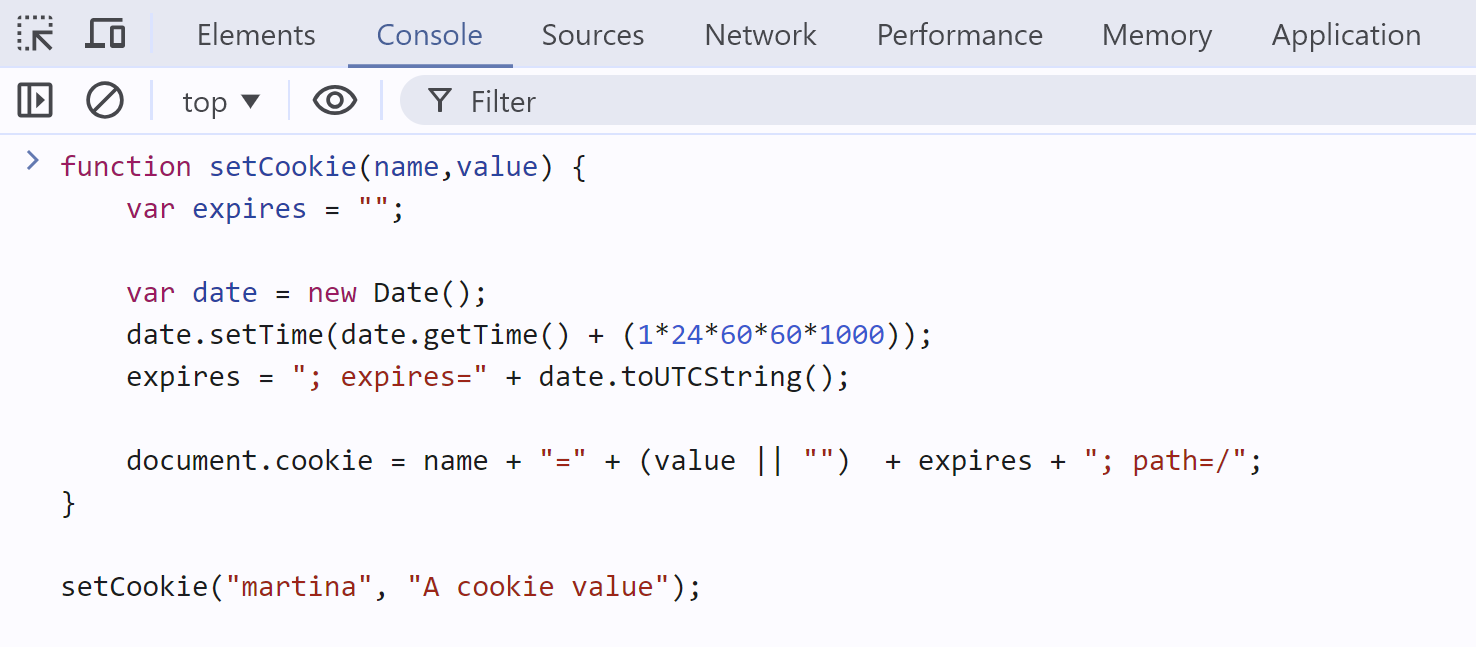 Elements Console Sources Network Performance Memory Application
top Filter
function setCookie(name,value) {
    var expires = "";

    var date = new Date();
    date.setTime(date.getTime() + (1*24*60*60*1000));
    expires = "; expires=" + date.toUTCString();

    document.cookie = name + "=" + (value || "")  + expires + "; path=/";
}

setCookie("martina", "A cookie value");